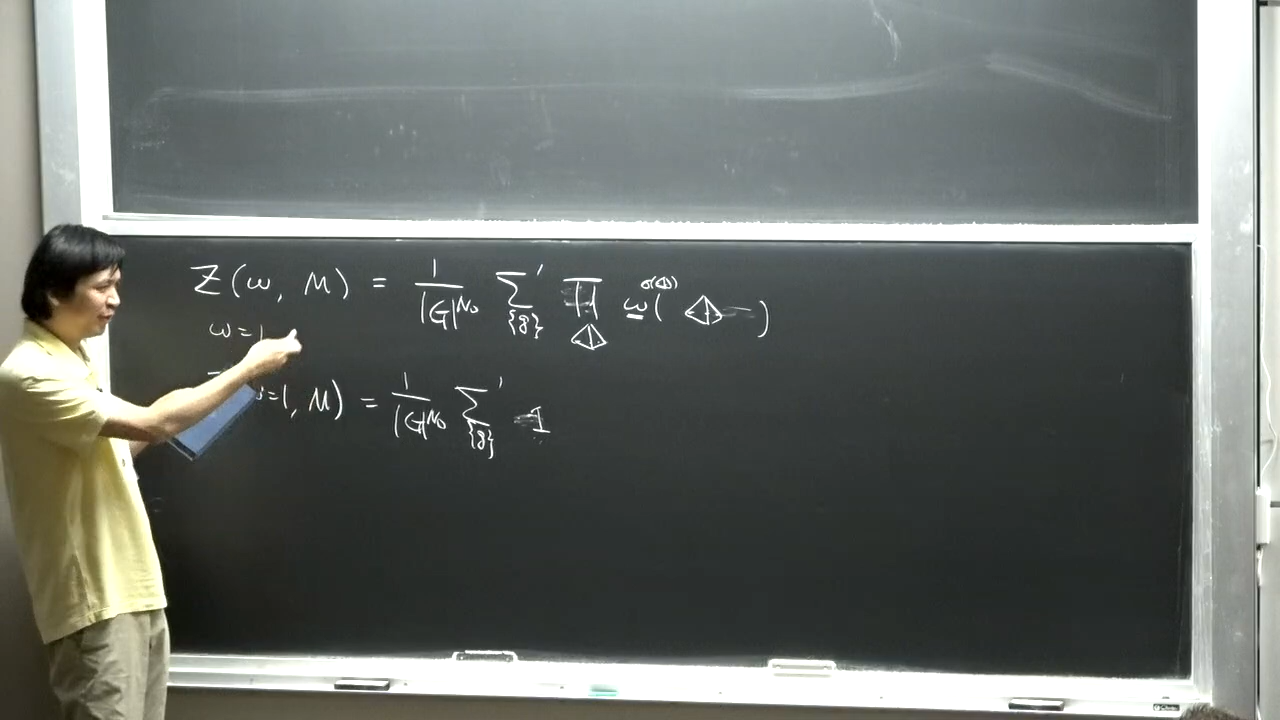 Z(ω, M) = 1/|G|^{N₀} Σ'_{g} ∏_△ ω^{σ(△)}( △ — )
ω=1
=1, M) = 1/|G|^{N₀} Σ'_{g} 1